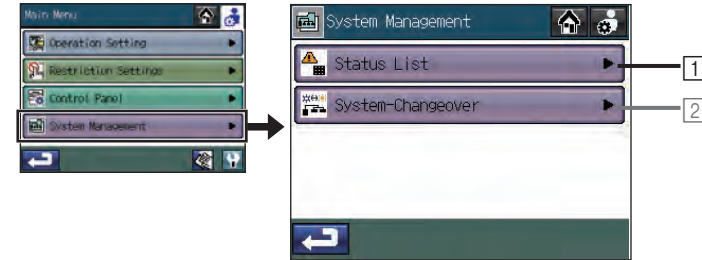 Main Menu
Operation Setting
Restriction Settings
Control Panel
System Management
System Management
Status List
1
System-Changeover
2